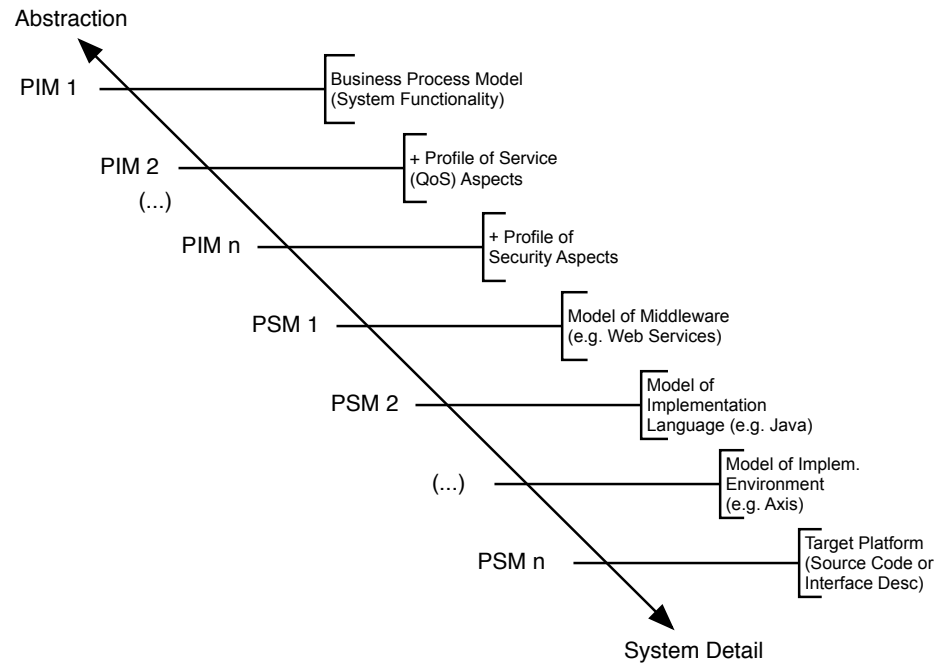 Abstraction
PIM 1
Business Process Model
(System Functionality)
PIM 2
+ Profile of Service
(QoS) Aspects
(...)
PIM n
+ Profile of
Security Aspects
PSM 1
Model of Middleware
(e.g. Web Services)
PSM 2
Model of
Implementation
Language (e.g. Java)
(...)
Model of Implem.
Environment
(e.g. Axis)
PSM n
Target Platform
(Source Code or
Interface Desc)
System Detail